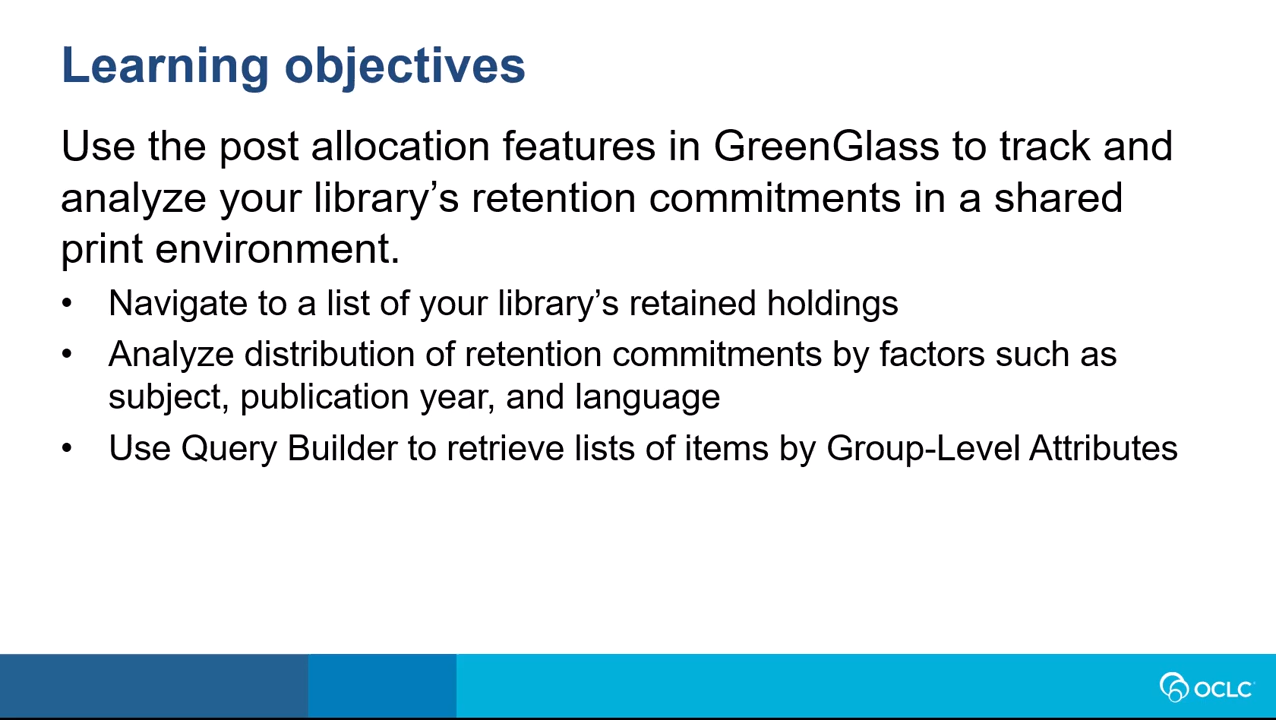 Learning objectives
Use the post allocation features in GreenGlass to track and
analyze your library’s retention commitments in a shared
print environment.
• Navigate to a list of your library’s retained holdings
• Analyze distribution of retention commitments by factors such as
subject, publication year, and language
• Use Query Builder to retrieve lists of items by Group-Level Attributes
OCLC